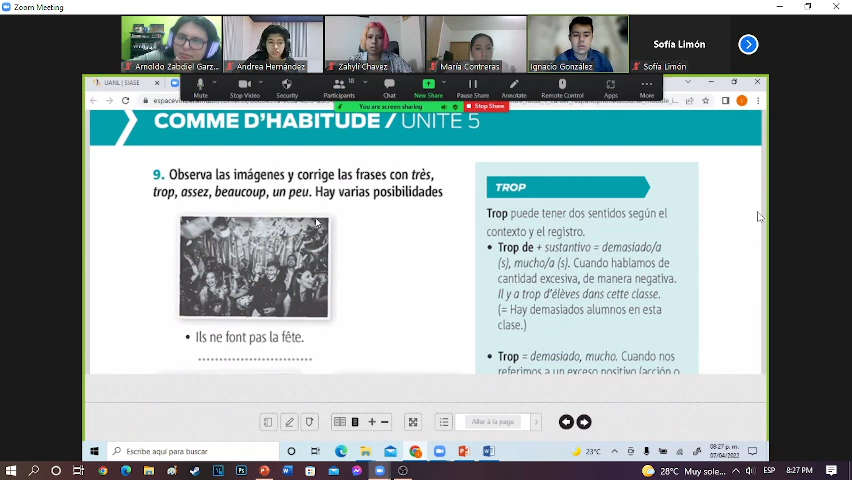 Zoom Meeting
Arnoldo Zabdiel Garz...
Andrea Hernández
Zahyli Chavez
María Contreras
Ignacio González
Sofía Limón
Sofía Limón
UANL | SIASE
Mute
Stop Video
Security
18
Participants
Chat
New Share
Pause Share
Annotate
Remote Control
Apps
More
You are screen sharing
Stop Share
COMME D'HABITUDE / UNITÉ 5
9. Observa las imágenes y corrige las frases con très,
trop, assez, beaucoup, un peu. Hay varias posibilidades
• Ils ne font pas la fête.
TROP
Trop puede tener dos sentidos según el
contexto y el registro.
• Trop de + sustantivo = demasiado/a
(s), mucho/a (s). Cuando hablamos de
cantidad excesiva, de manera negativa.
Il y a trop d'élèves dans cette classe.
(= Hay demasiados alumnos en esta
clase.)
• Trop = demasiado, mucho. Cuando nos
referimos a un exceso positivo (acción o
Aller à la page
Escribe aquí para buscar
23°C
08:27 p. m.
07/04/2022
28°C Muy sole...
ESP
8:27 PM